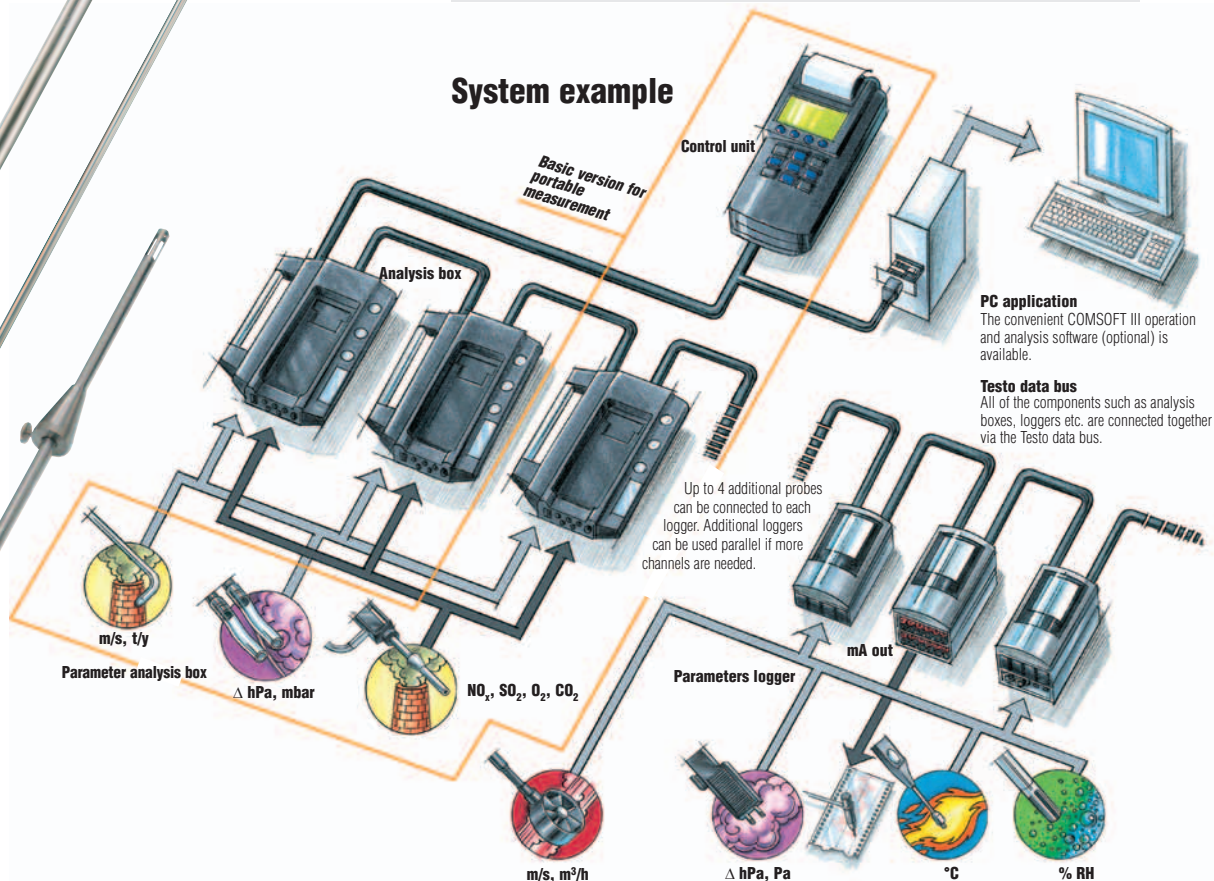 System example
Control unit
Basic version for
portable
measurement
Analysis box
PC application
The convenient COMSOFT III operation
and analysis software (optional) is
available.
Testo data bus
All of the components such as analysis
boxes, loggers etc. are connected together
via the Testo data bus.
Up to 4 additional probes
can be connected to each
logger. Additional loggers
can be used parallel if more
channels are needed.
m/s, t/y
Parameter analysis box
Δ hPa, mbar
NOₓ, SO₂, O₂, CO₂
mA out
Parameters logger
m/s, m³/h
Δ hPa, Pa
°C
% RH